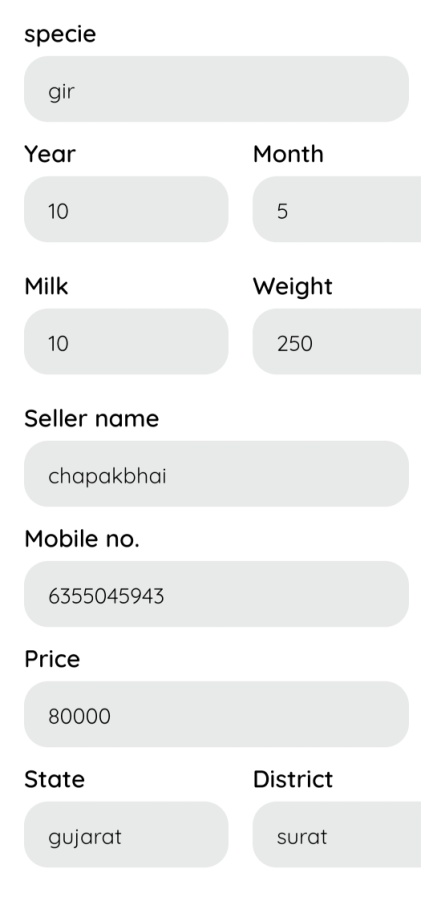 specie
gir
Year Month
10 5
Milk Weight
10 250
Seller name
chapakbhai
Mobile no.
6355045943
Price
80000
State District
gujarat surat